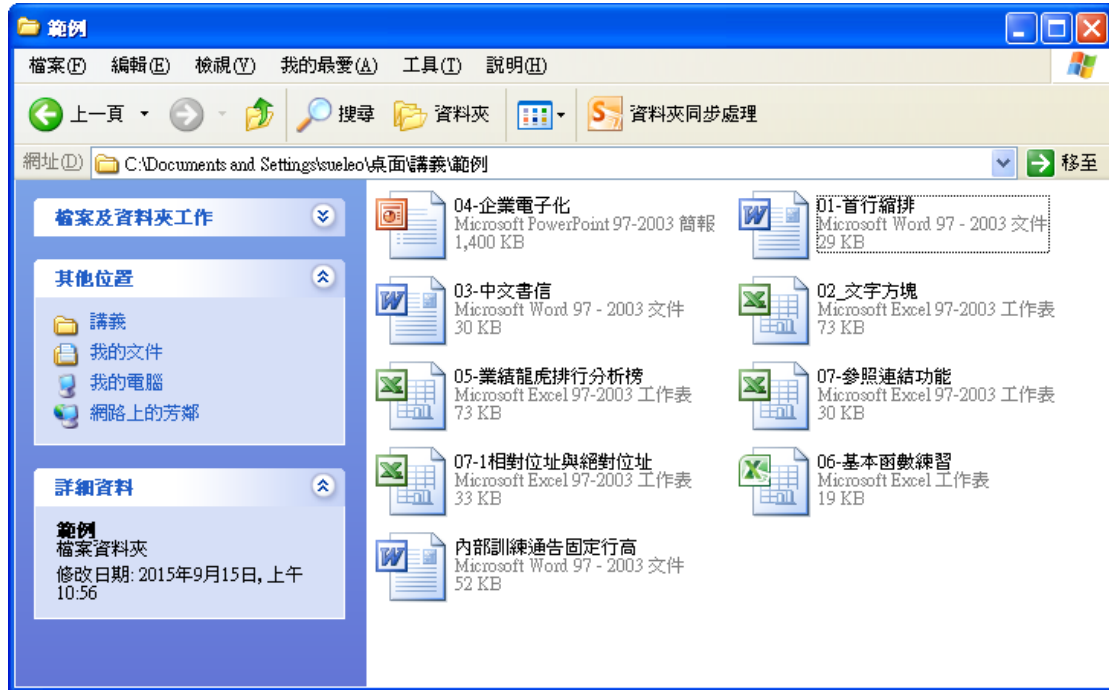 範例
檔案(F) 編輯(E) 檢視(V) 我的最愛(A) 工具(T) 說明(H)
上一頁 搜尋 資料夾 資料夾同步處理
網址(D) C:\Documents and Settings\sueleo\桌面\講義\範例 移至
檔案及資料夾工作
其他位置
講義
我的文件
我的電腦
網路上的芳鄰
詳細資料
範例
檔案資料夾
修改日期: 2015年9月15日, 上午
10:56
04-企業電子化
Microsoft PowerPoint 97-2003 簡報
1,400 KB
01-首行縮排
Microsoft Word 97 - 2003 文件
29 KB
03-中文書信
Microsoft Word 97 - 2003 文件
30 KB
02_文字方塊
Microsoft Excel 97-2003 工作表
73 KB
05-業績龍虎排行分析榜
Microsoft Excel 97-2003 工作表
73 KB
07-參照連結功能
Microsoft Excel 97-2003 工作表
30 KB
07-1相對位址與絕對位址
Microsoft Excel 97-2003 工作表
33 KB
06-基本函數練習
Microsoft Excel 工作表
19 KB
內部訓練通告固定行高
Microsoft Word 97 - 2003 文件
52 KB